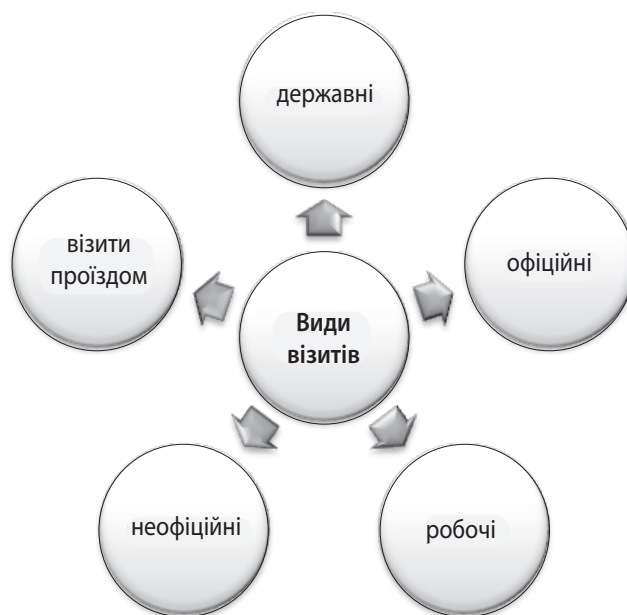 державні
візити
проїздом
офіційні
Види
візитів
неофіційні
робочі